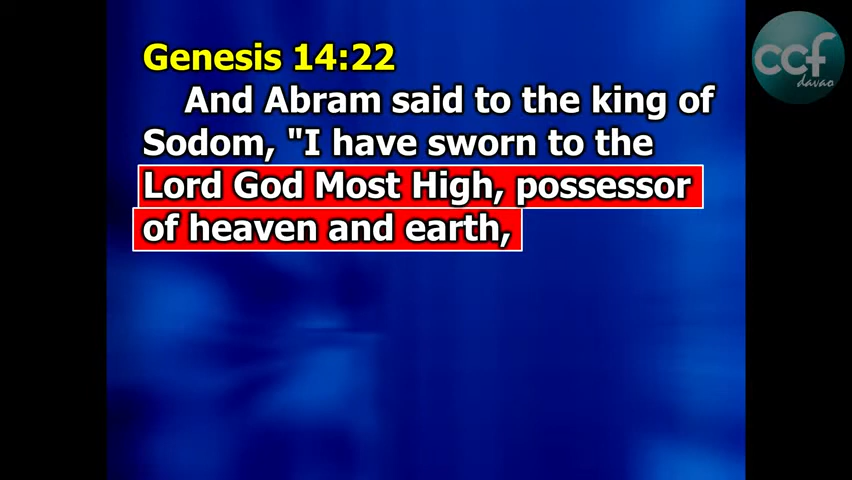 Genesis 14:22
And Abram said to the king of
Sodom, "I have sworn to the
Lord God Most High, possessor
of heaven and earth,
ccf
davao